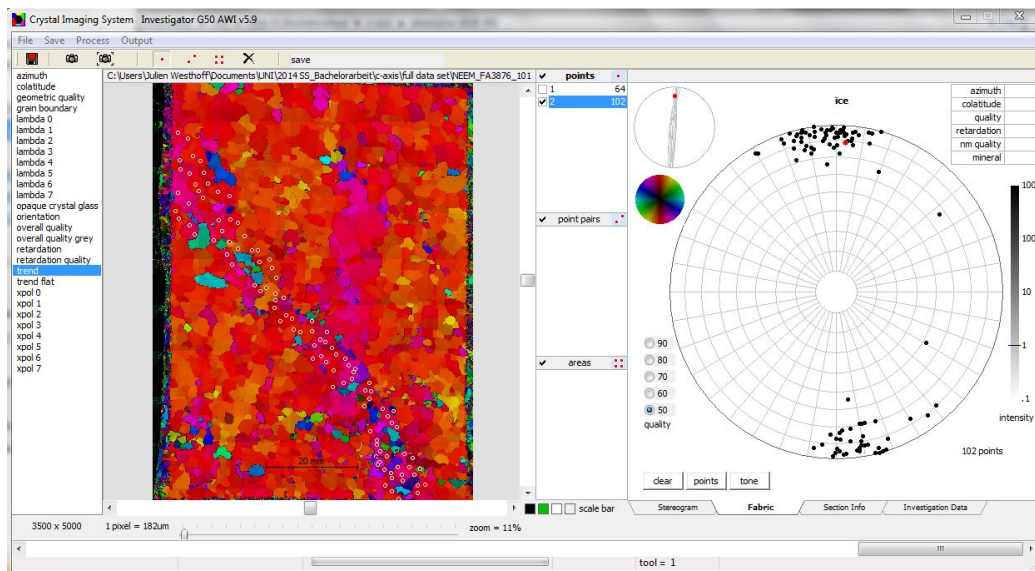 Crystal Imaging System Investigator G50 AWI v5.9
File Save Process Output
save
azimuth
colatitude
geometric quality
grain boundary
lambda 0
lambda 1
lambda 2
lambda 3
lambda 4
lambda 5
lambda 6
lambda 7
opaque crystal glass
orientation
overall quality
overall quality grey
retardation
retardation quality
trend
trend flat
xpol 0
xpol 1
xpol 2
xpol 3
xpol 4
xpol 5
xpol 6
xpol 7
C:\Users\Julien Westhoff\Documents\UNI\2014 SS_Bachelorarbeit\c-axis\full data set\NEEM_FA3876_101
20 mm
points
1 64
2 102
point pairs
areas
ice
azimuth
colatitude
quality
retardation
nm quality
mineral
100
100
10
1
.1
intensity
90
80
70
60
50
quality
102 points
clear points tone
scale bar
Stereogram Fabric Section Info Investigation Data
3500 x 5000 1 pixel = 182um zoom = 11%
tool = 1